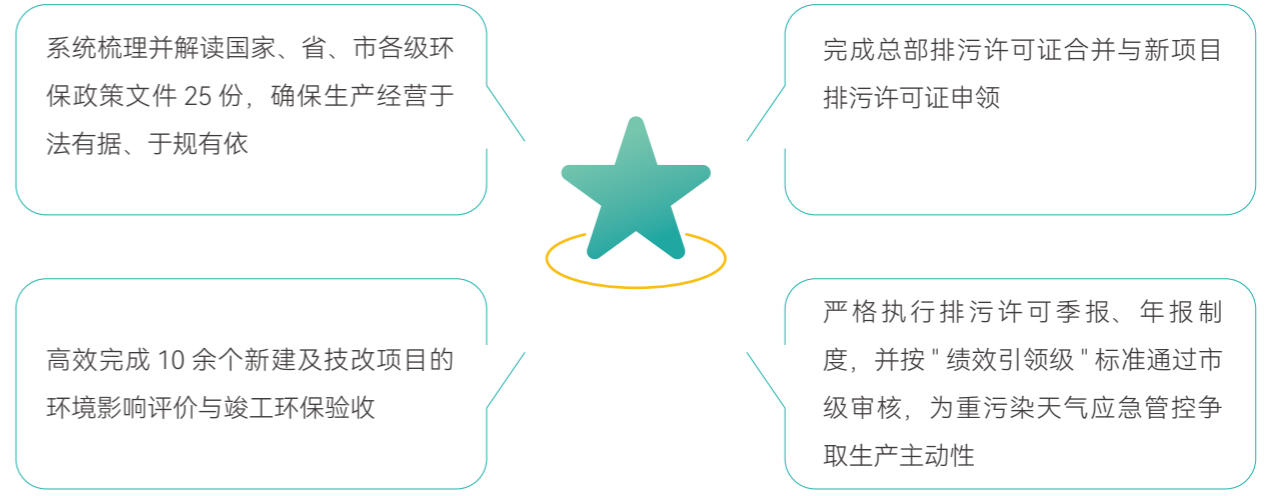 系统梳理并解读国家、省、市各级环
保政策文件 25 份，确保生产经营于
法有据、于规有依
完成总部排污许可证合并与新项目
排污许可证申领
高效完成 10 余个新建及技改项目的
环境影响评价与竣工环保验收
严格执行排污许可季报、年报制
度，并按 " 绩效引领级 " 标准通过市
级审核，为重污染天气应急管控争
取生产主动性